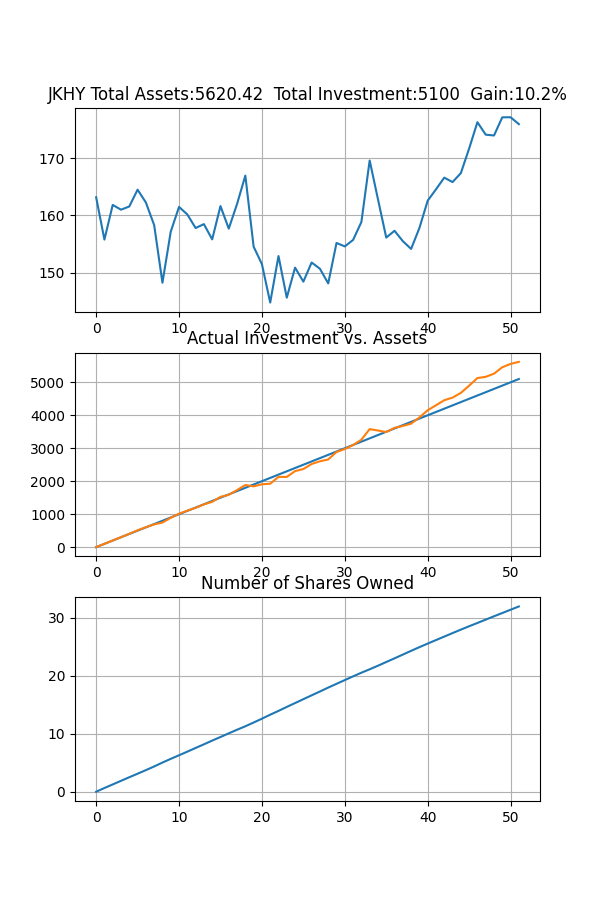 JKHY Total Assets:5620.42  Total Investment:5100  Gain:10.2%
170
160
150
0 10 20 30 40 50
Actual Investment vs. Assets
5000
4000
3000
2000
1000
0
0 10 20 30 40 50
Number of Shares Owned
30
20
10
0
0 10 20 30 40 50